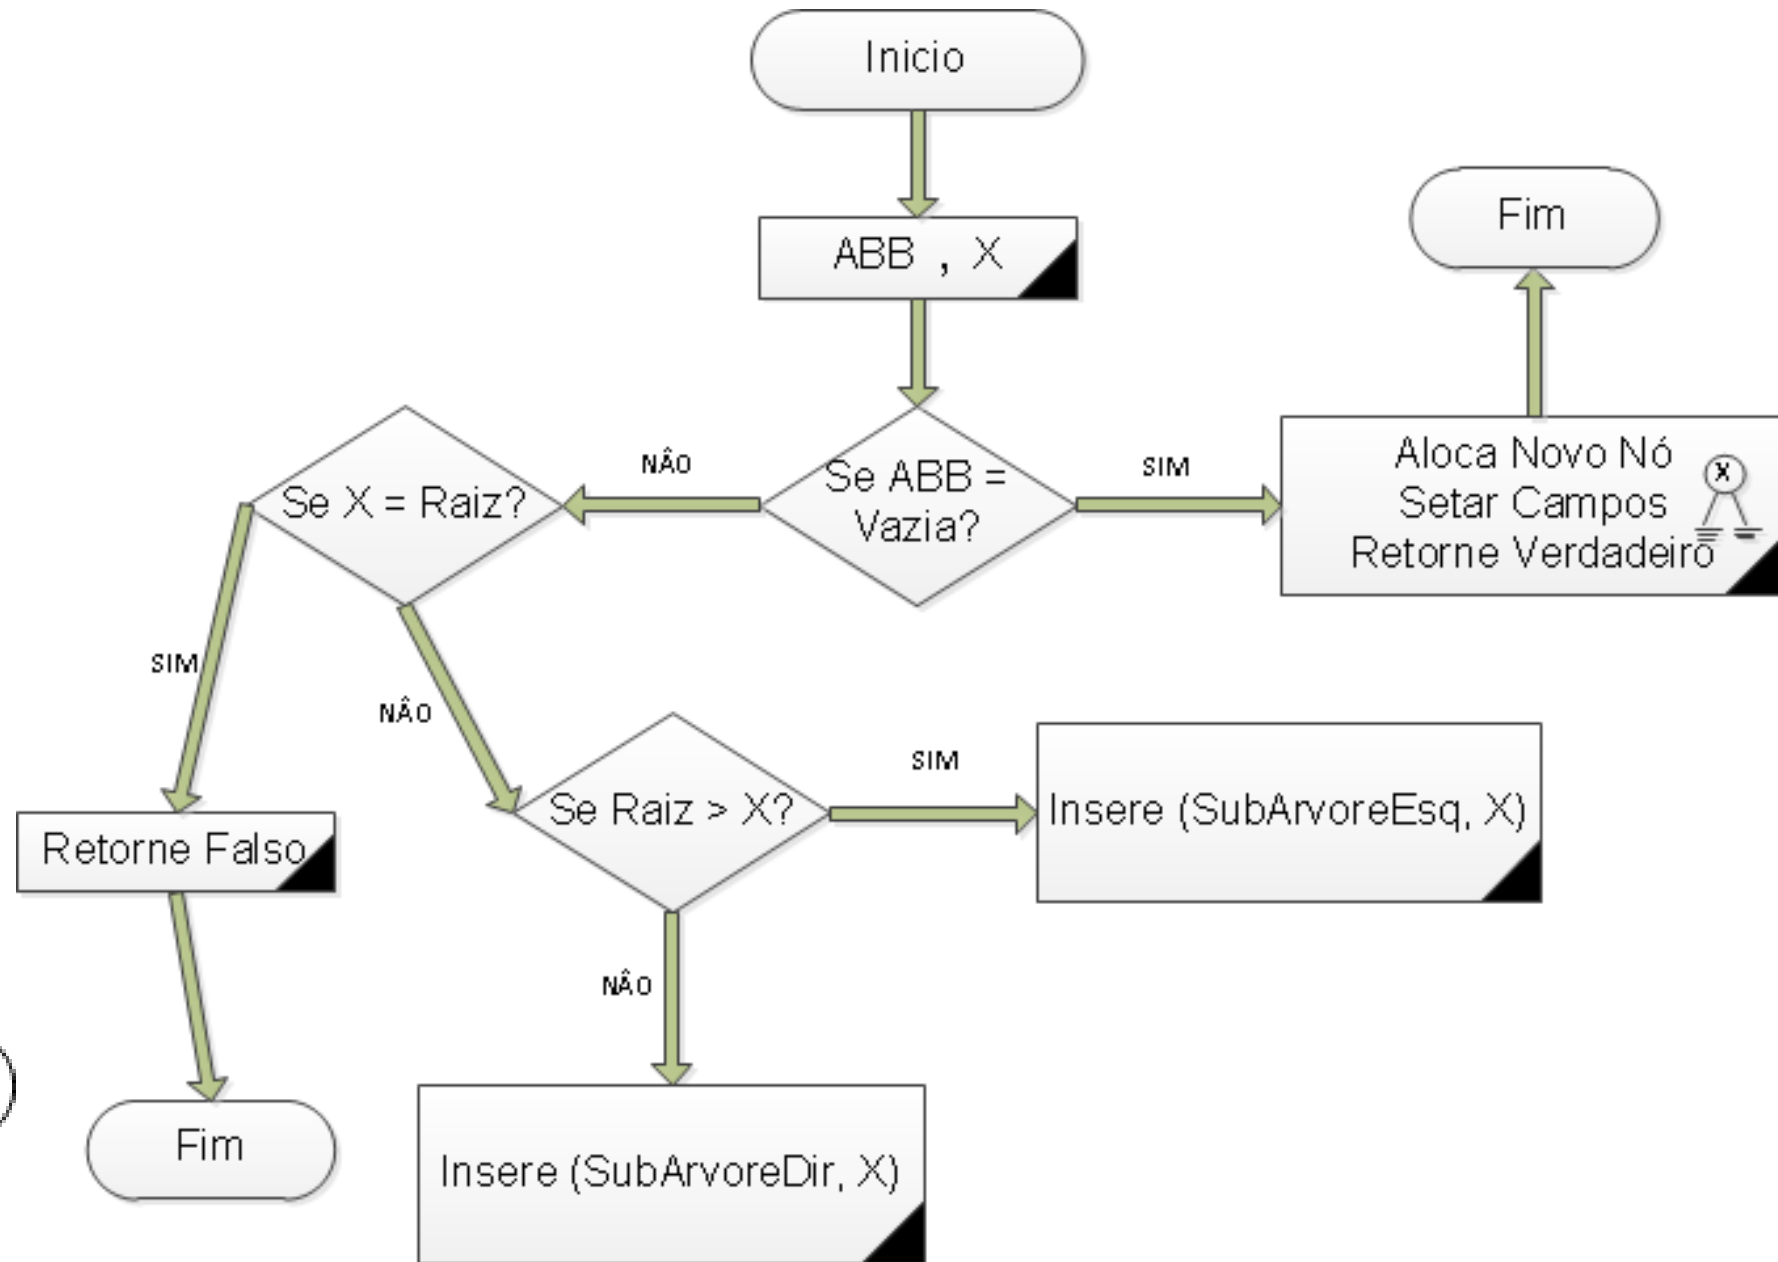 Inicio
ABB , X
Fim
Se ABB =
Vazia?
NÂO
SIM
Se X = Raiz?
Aloca Novo Nó
Setar Campos
Retorne Verdadeiro
X
SIM
NÂO
Se Raiz > X?
SIM
Insere (SubArvoreEsq, X)
Retorne Falso
NÂO
Fim
Insere (SubArvoreDir, X)
)